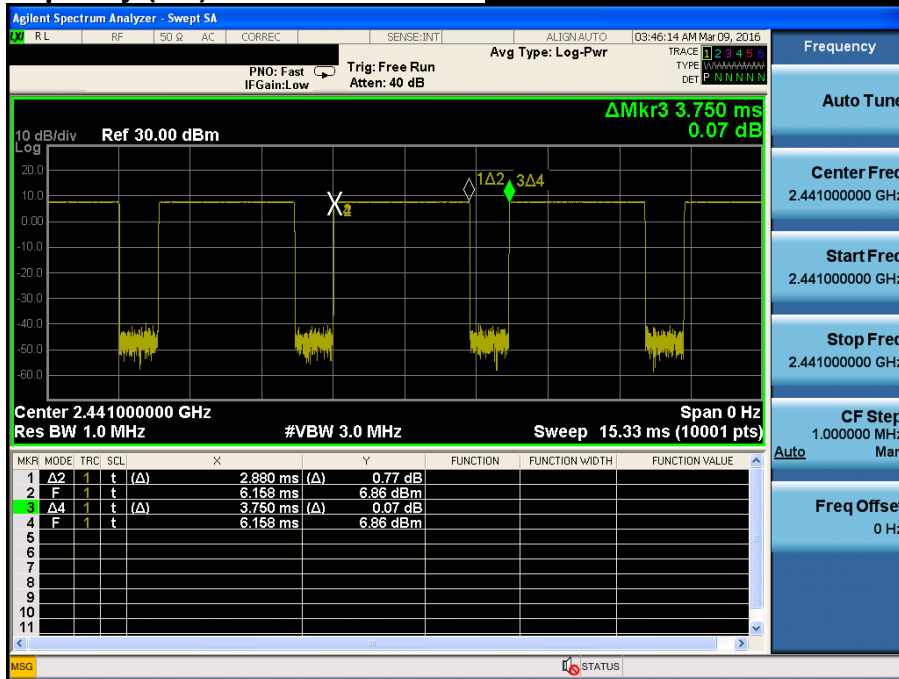 Agilent Spectrum Analyzer - Swept SA
LXI RL RF 50 Ω AC CORREC SENSE:INT ALIGN AUTO 03:46:14 AM Mar 09, 2016
Avg Type: Log-Pwr TRACE 1 2 3 4 5 6
PNO: Fast Trig: Free Run TYPE
IFGain:Low Atten: 40 dB DET P N N N N N
ΔMkr3 3.750 ms
0.07 dB
10 dB/div Ref 30.00 dBm
Log
20.0
10.0
0.00
-10.0
-20.0
-30.0
-40.0
-50.0
-60.0
1Δ2 3Δ4
2
Center 2.441000000 GHz Span 0 Hz
Res BW 1.0 MHz #VBW 3.0 MHz Sweep 15.33 ms (10001 pts)
MKR MODE TRC SCL X Y FUNCTION FUNCTION WIDTH FUNCTION VALUE
1 Δ2 1 t (Δ) 2.880 ms (Δ) 0.77 dB
2 F 1 t 6.158 ms 6.86 dBm
3 Δ4 1 t (Δ) 3.750 ms (Δ) 0.07 dB
4 F 1 t 6.158 ms 6.86 dBm
5
6
7
8
9
10
11
MSG STATUS
Frequency
Auto Tune
Center Freq
2.441000000 GHz
Start Freq
2.441000000 GHz
Stop Freq
2.441000000 GHz
CF Step
1.000000 MHz
Auto Man
Freq Offset
0 Hz